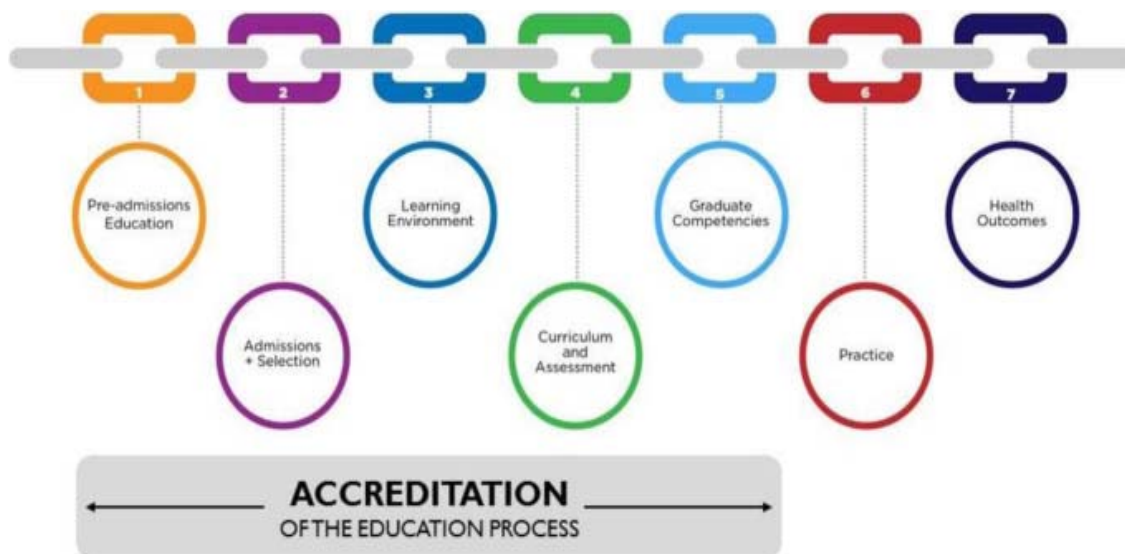 1
2
3
4
5
6
7
Pre-admissions
Education
Learning
Environment
Graduate
Competencies
Health
Outcomes
Admissions
+ Selection
Curriculum
and
Assessment
Practice
ACCREDITATION
OF THE EDUCATION PROCESS